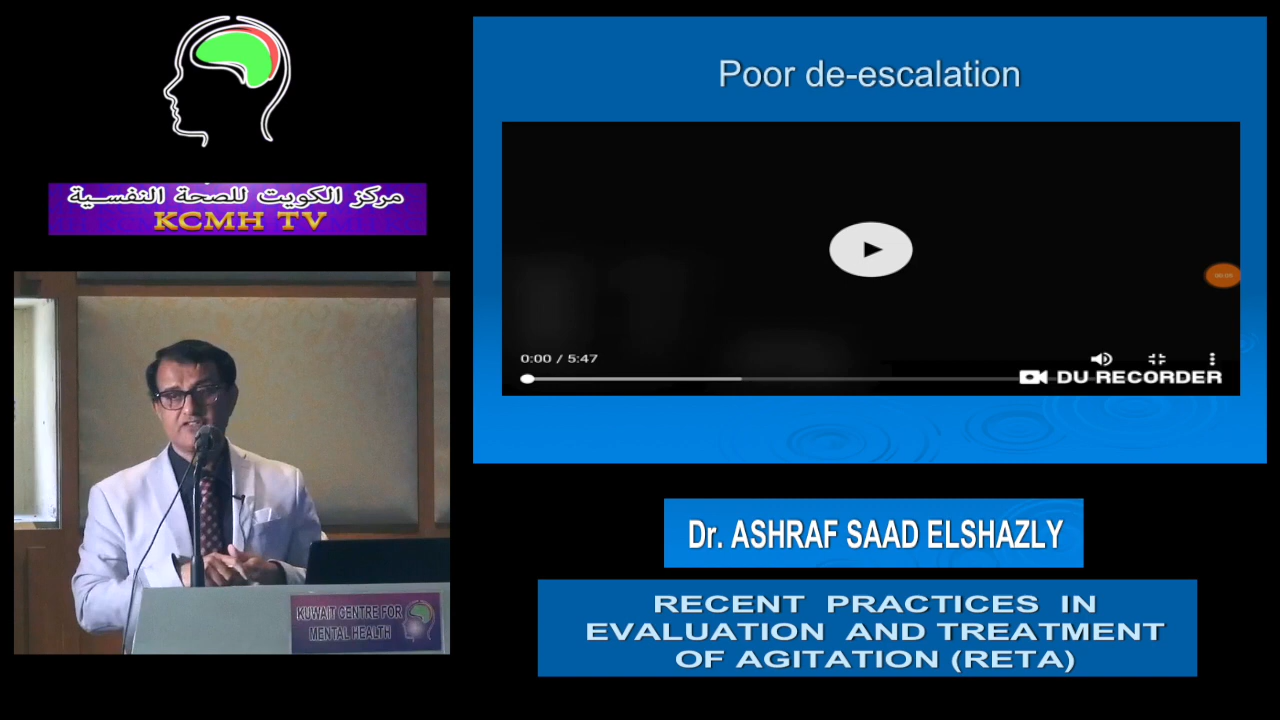 مركز الكويت للصحة النفسية
KCMH TV
Poor de-escalation
0:00 / 5:47
DU RECORDER
KUWAIT CENTRE FOR
MENTAL HEALTH
Dr. ASHRAF SAAD ELSHAZLY
RECENT PRACTICES IN
EVALUATION AND TREATMENT
OF AGITATION (RETA)